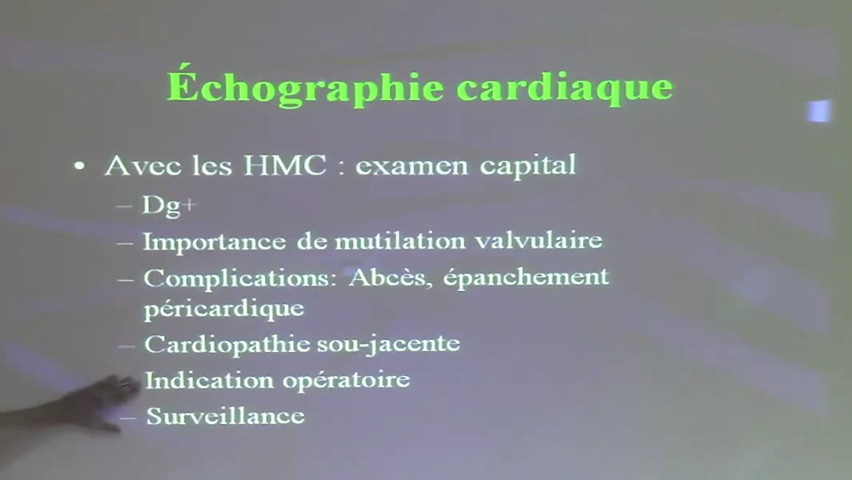 Échographie cardiaque
• Avec les HMC : examen capital
– Dg+
– Importance de mutilation valvulaire
– Complications: Abcès, épanchement
péricardique
– Cardiopathie sou-jacente
Indication opératoire
– Surveillance